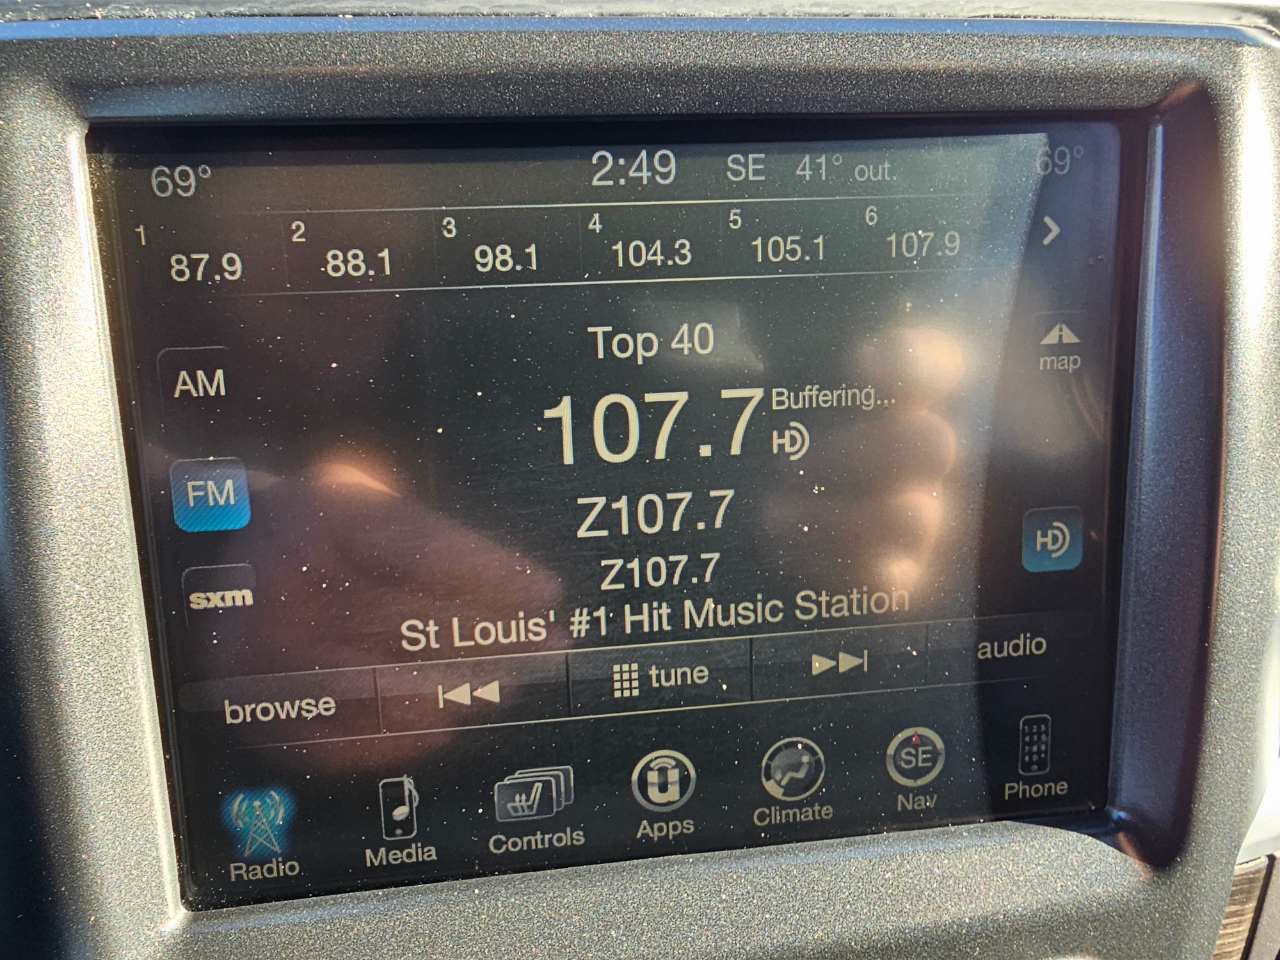 69° 2:49 SE 41° out. 69°
1 87.9 2 88.1 3 98.1 4 104.3 5 105.1 6 107.9
Top 40
map
AM
107.7 Buffering...
HD
FM
Z107.7
HD
Z107.7
sxm
St Louis' #1 Hit Music Station
browse tune audio
SE
Radio Media Controls Apps Climate Nav Phone